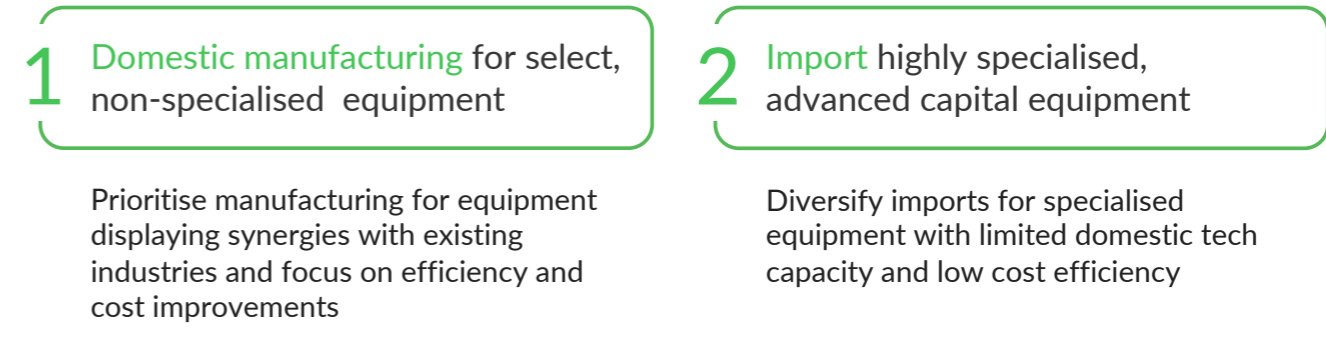 1
Domestic manufacturing for select,
non-specialised equipment
Prioritise manufacturing for equipment
displaying synergies with existing
industries and focus on efficiency and
cost improvements
2
Import highly specialised,
advanced capital equipment
Diversify imports for specialised
equipment with limited domestic tech
capacity and low cost efficiency